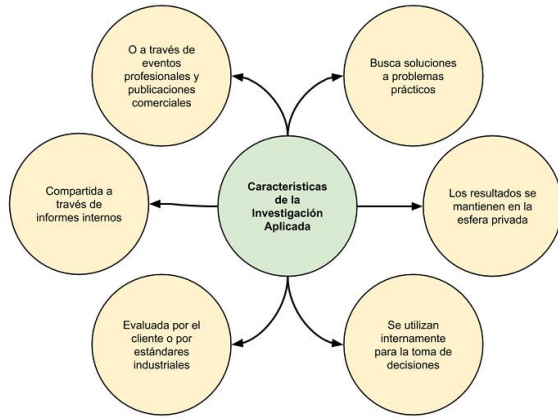 O a través de
eventos
profesionales y
publicaciones
comerciales
Busca soluciones
a problemas
prácticos
Compartida a
través de
informes internos
Características
de la
Investigación
Aplicada
Los resultados se
mantienen en la
esfera privada
Evaluada por el
cliente o por
estándares
industriales
Se utilizan
internamente
para la toma de
decisiones